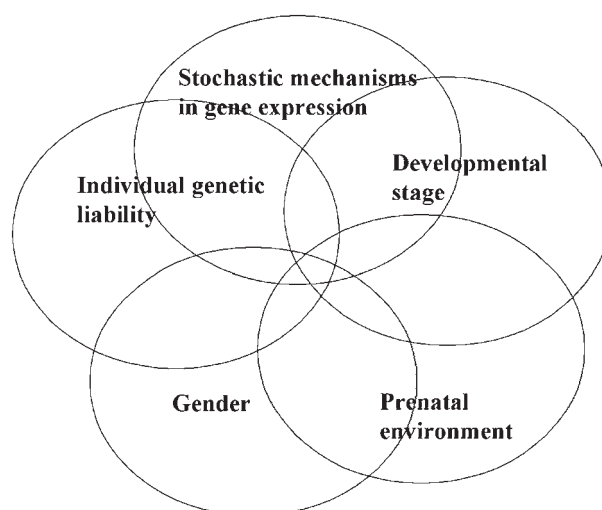 Stochastic mechanisms
in gene expression
Developmental
stage
Individual genetic
liability
Gender
Prenatal
environment